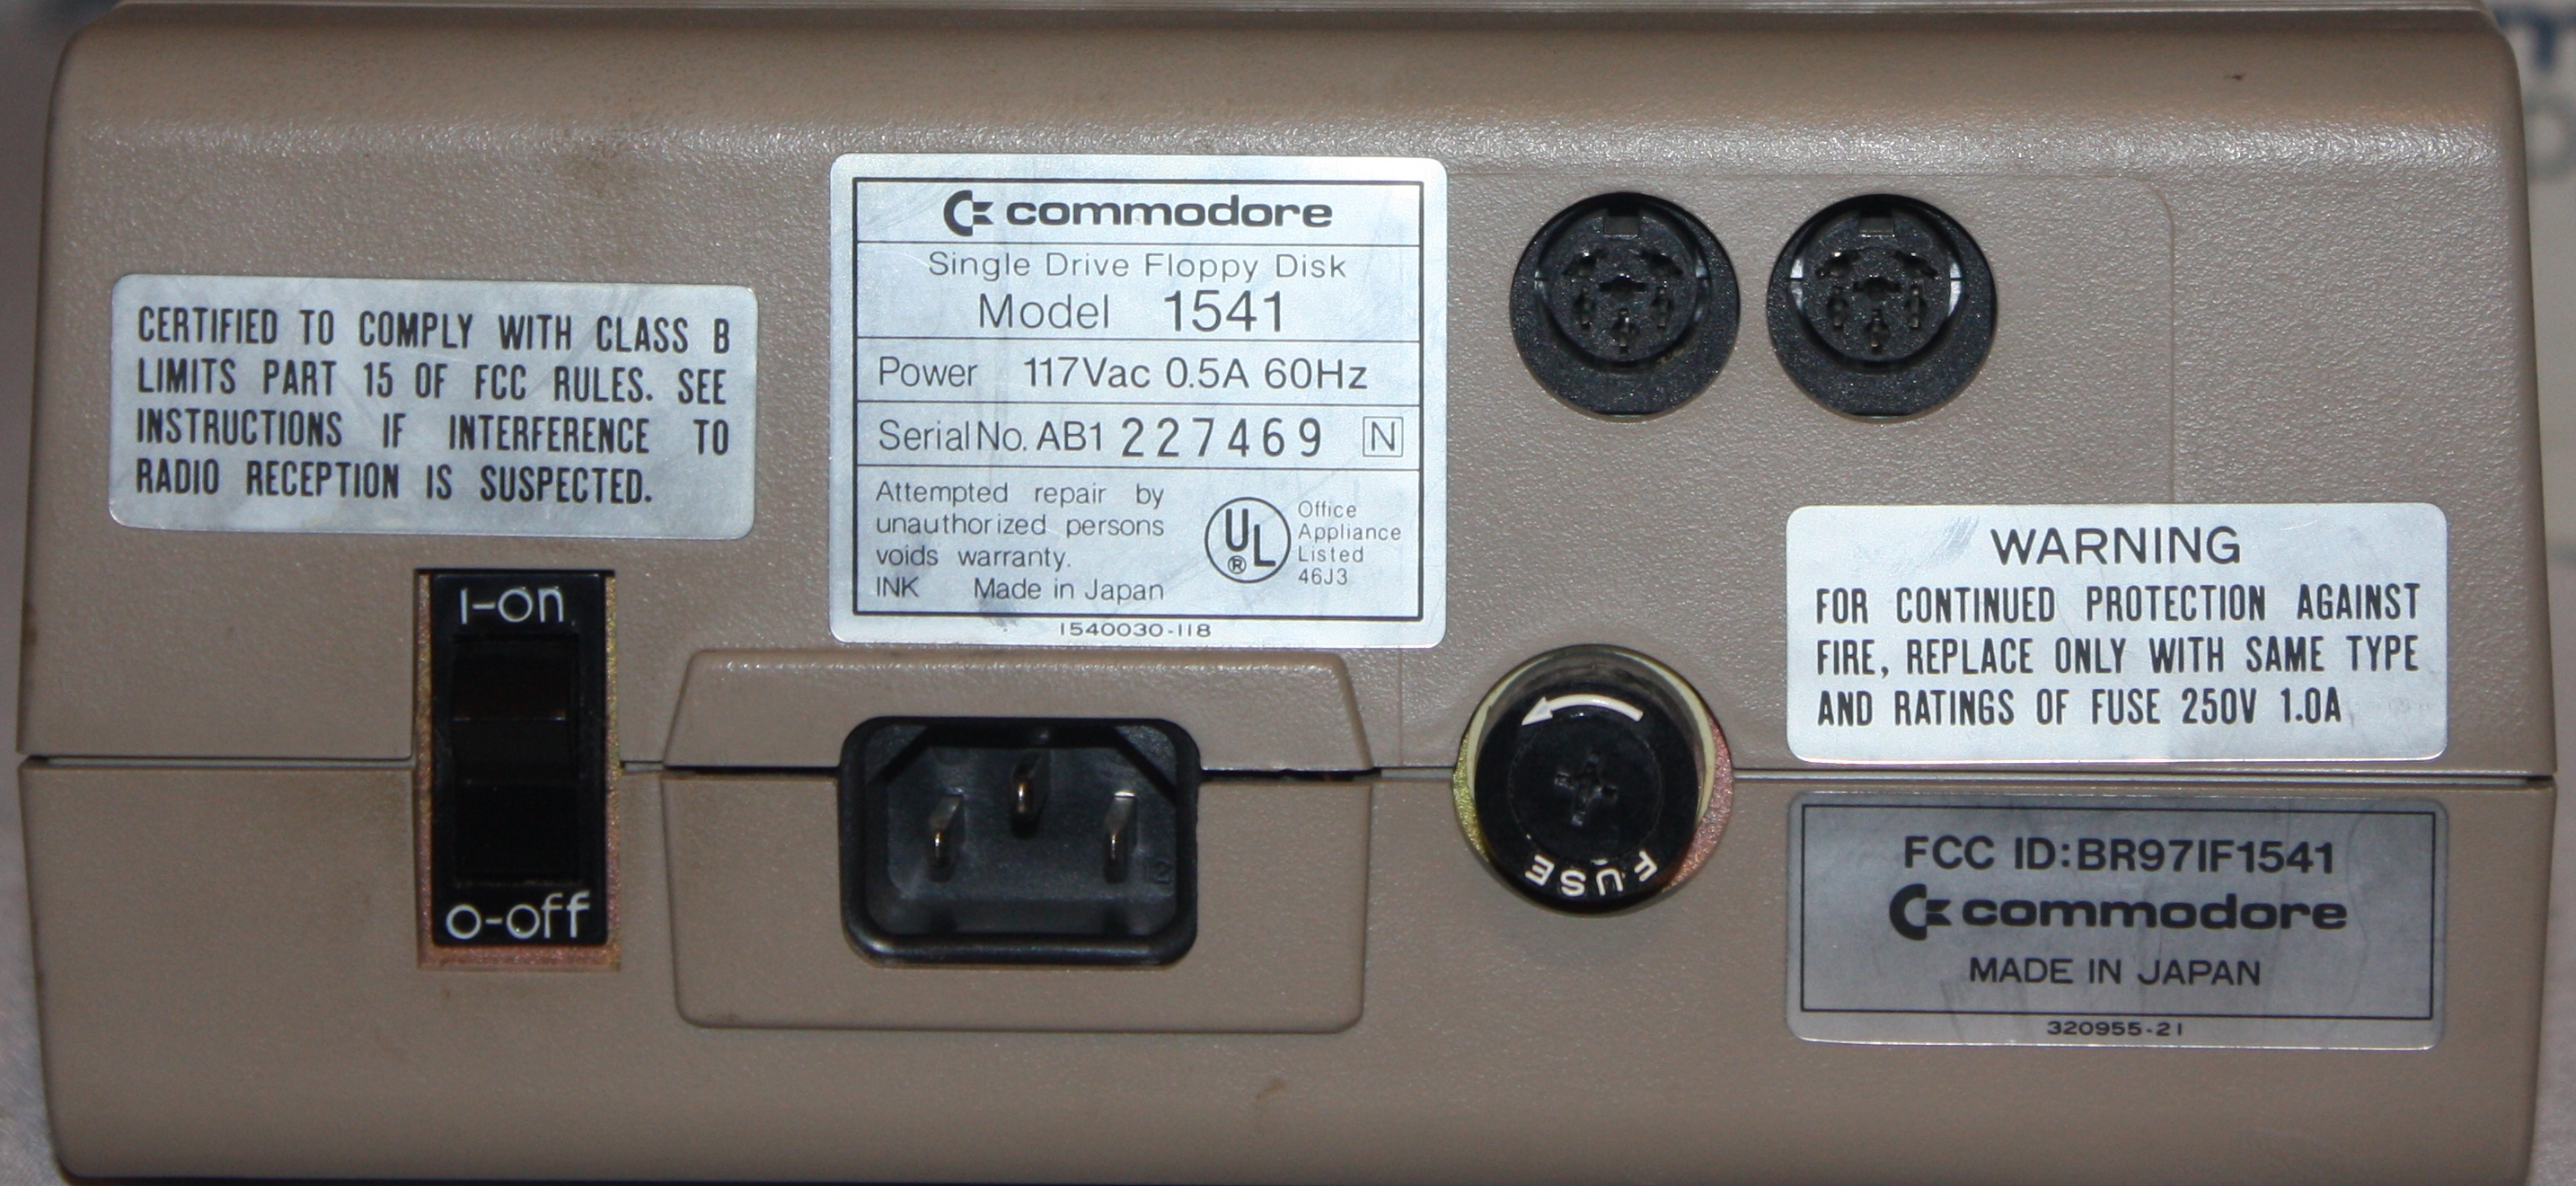 CERTIFIED TO COMPLY WITH CLASS B
LIMITS PART 15 OF FCC RULES. SEE
INSTRUCTIONS IF INTERFERENCE TO
RADIO RECEPTION IS SUSPECTED.
commodore
Single Drive Floppy Disk
Model 1541
Power 117Vac 0.5A 60Hz
Serial No. AB1 227469 N
Attempted repair by
unauthorized persons
voids warranty.
INK Made in Japan
UL
®
Office
Appliance
Listed
46J3
1540030-118
I-on
O-off
FUSE
WARNING
FOR CONTINUED PROTECTION AGAINST
FIRE, REPLACE ONLY WITH SAME TYPE
AND RATINGS OF FUSE 250V 1.0A
FCC ID:BR97IF1541
commodore
MADE IN JAPAN
320955-21